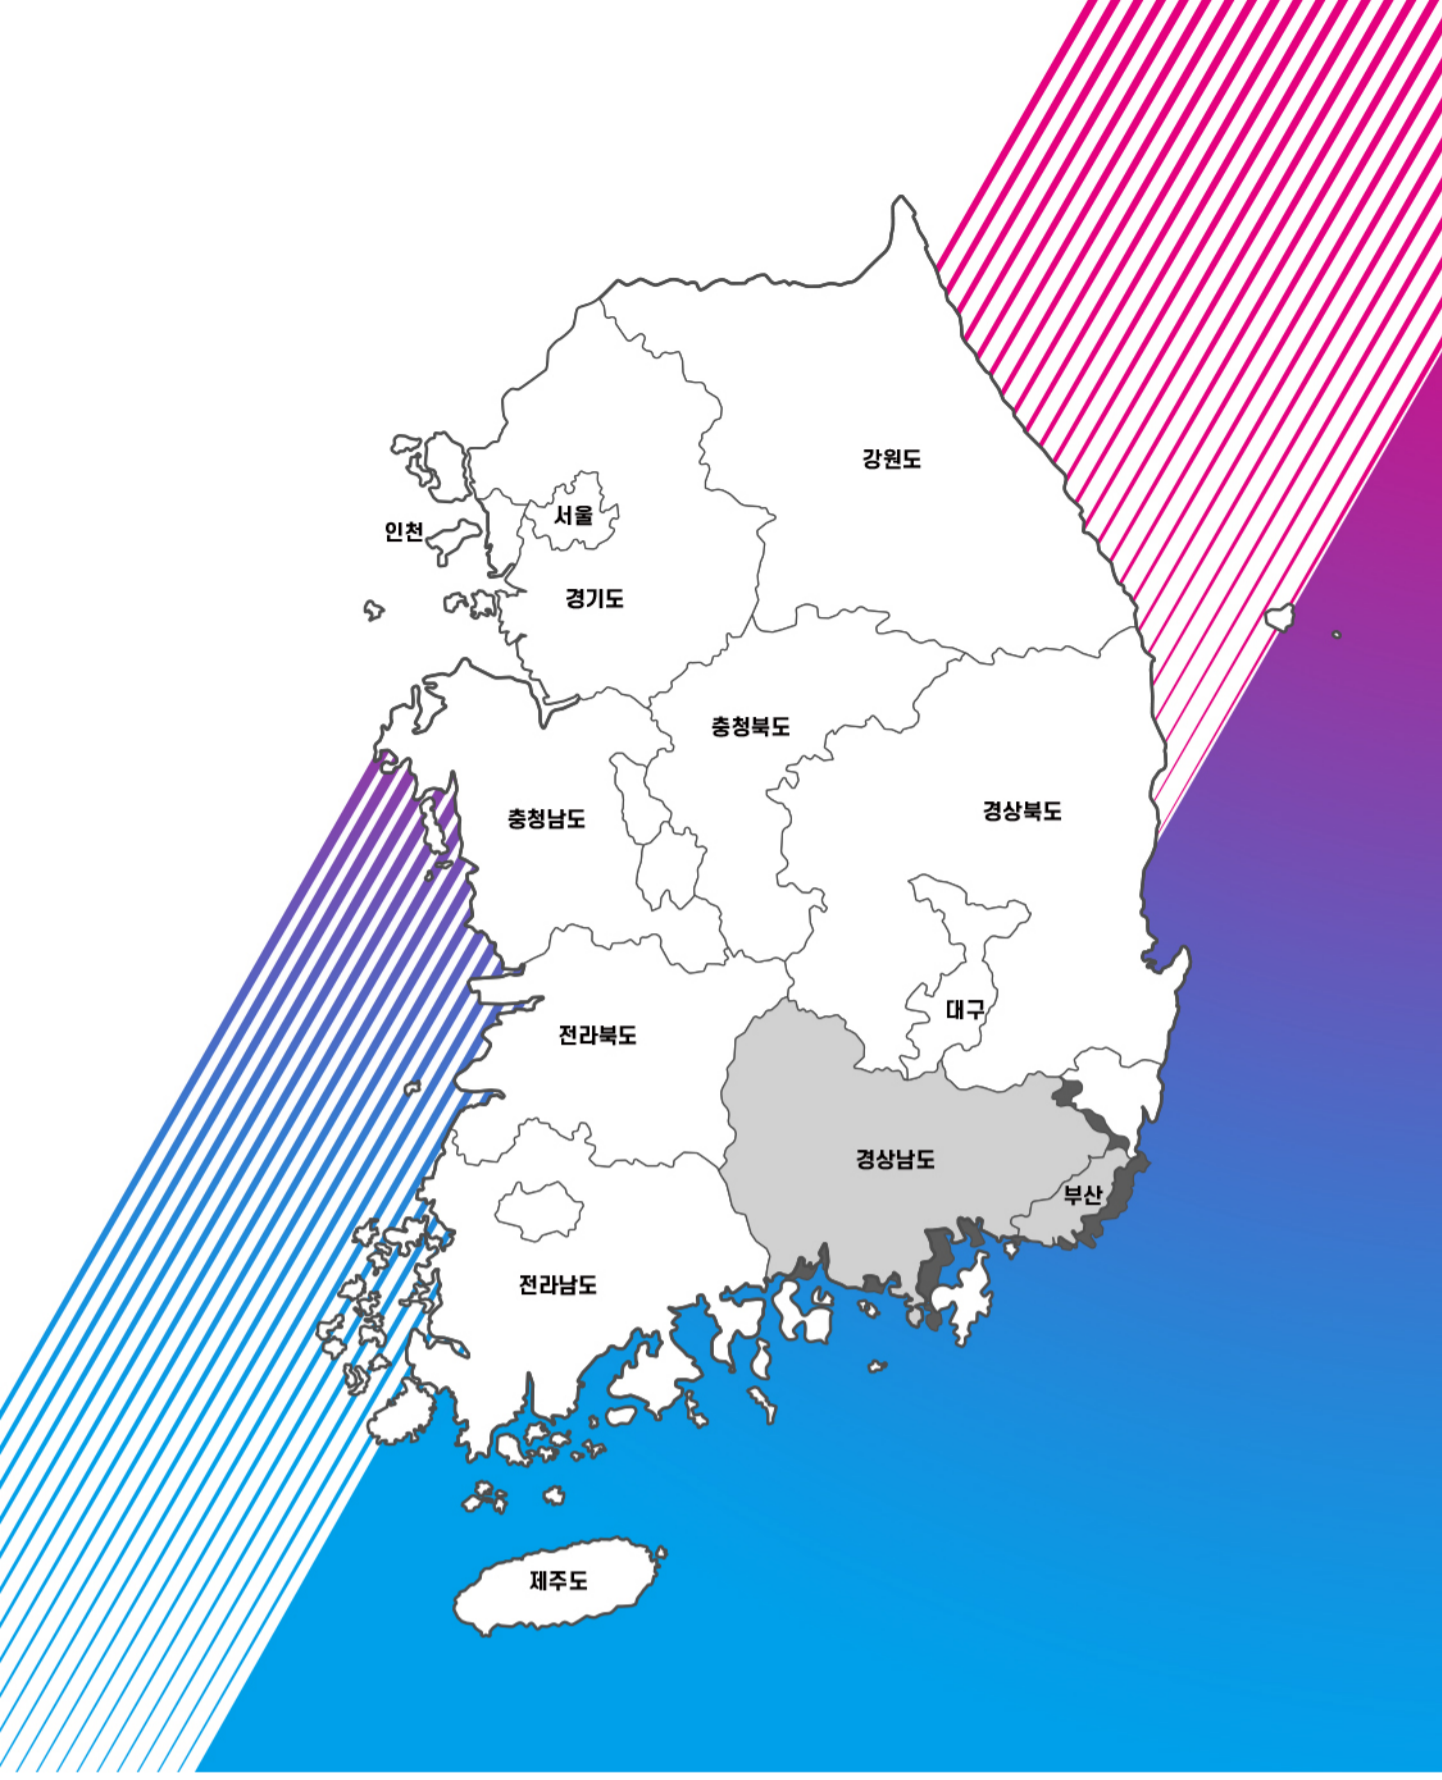 강원도
서울
인천
경기도
충청북도
경상북도
충청남도
대구
전라북도
경상남도
부산
전라남도
제주도